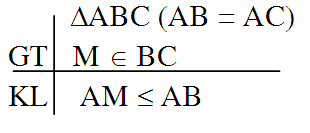 ΔABC (AB = AC)
GT M ∈ BC
KL AM ≤ AB